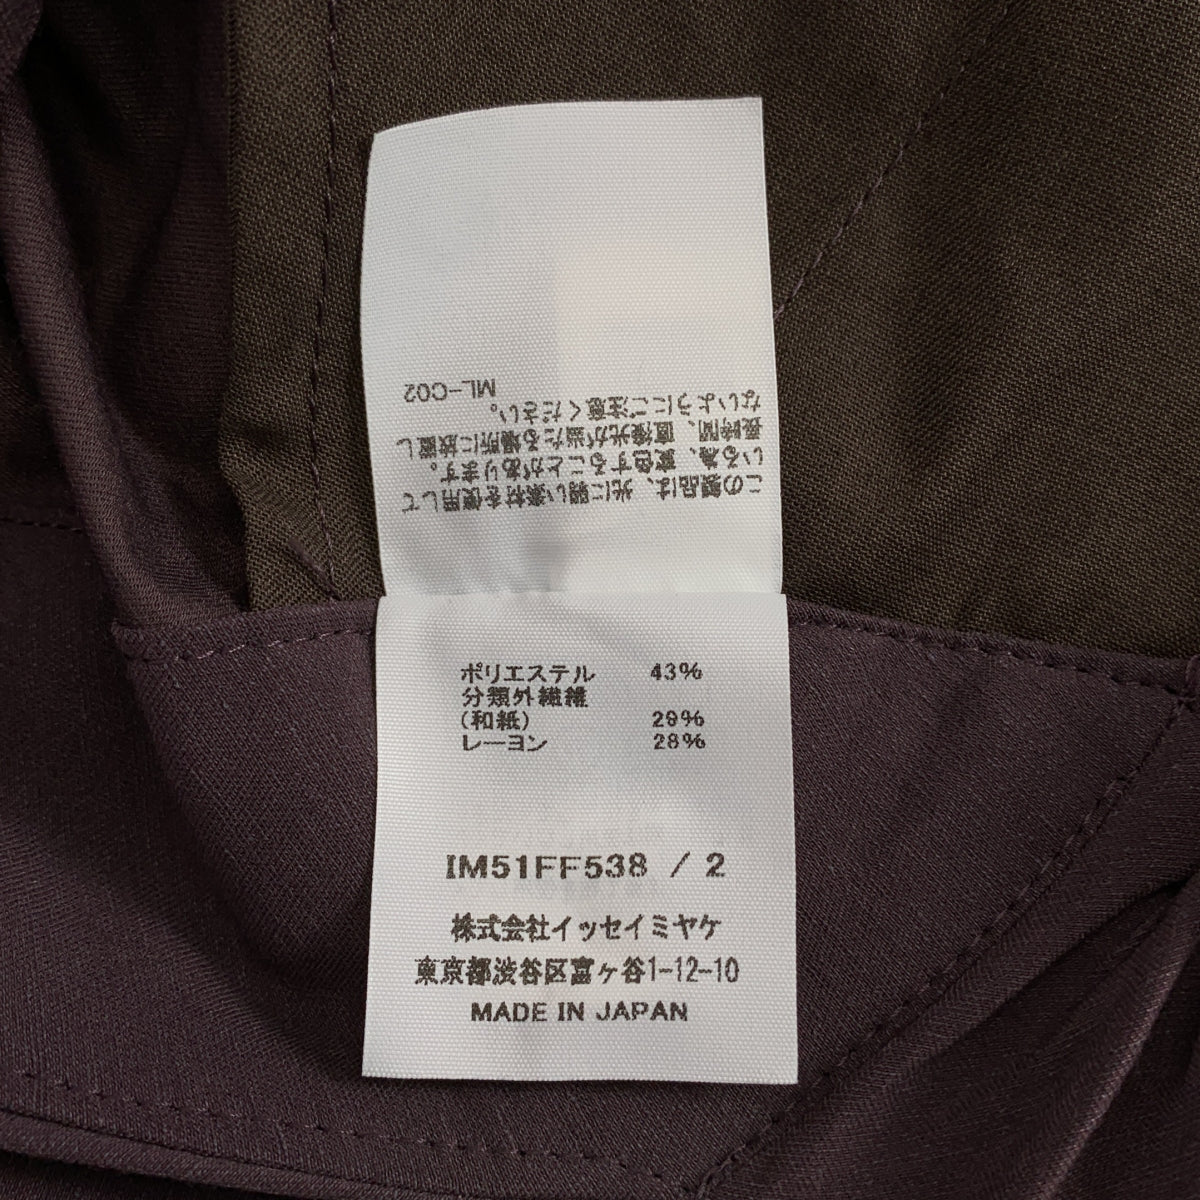 この製品は、光に弱い素材を使用して
いる為、変色することがあります。
長時間、直接光が当たる場所に放置し
ないようにご注意ください。
ML-C02
ポリエステル 43%
分類外繊維
(和紙) 29%
レーヨン 28%
IM51FF538 / 2
株式会社イッセイミヤケ
東京都渋谷区富ヶ谷1-12-10
MADE IN JAPAN